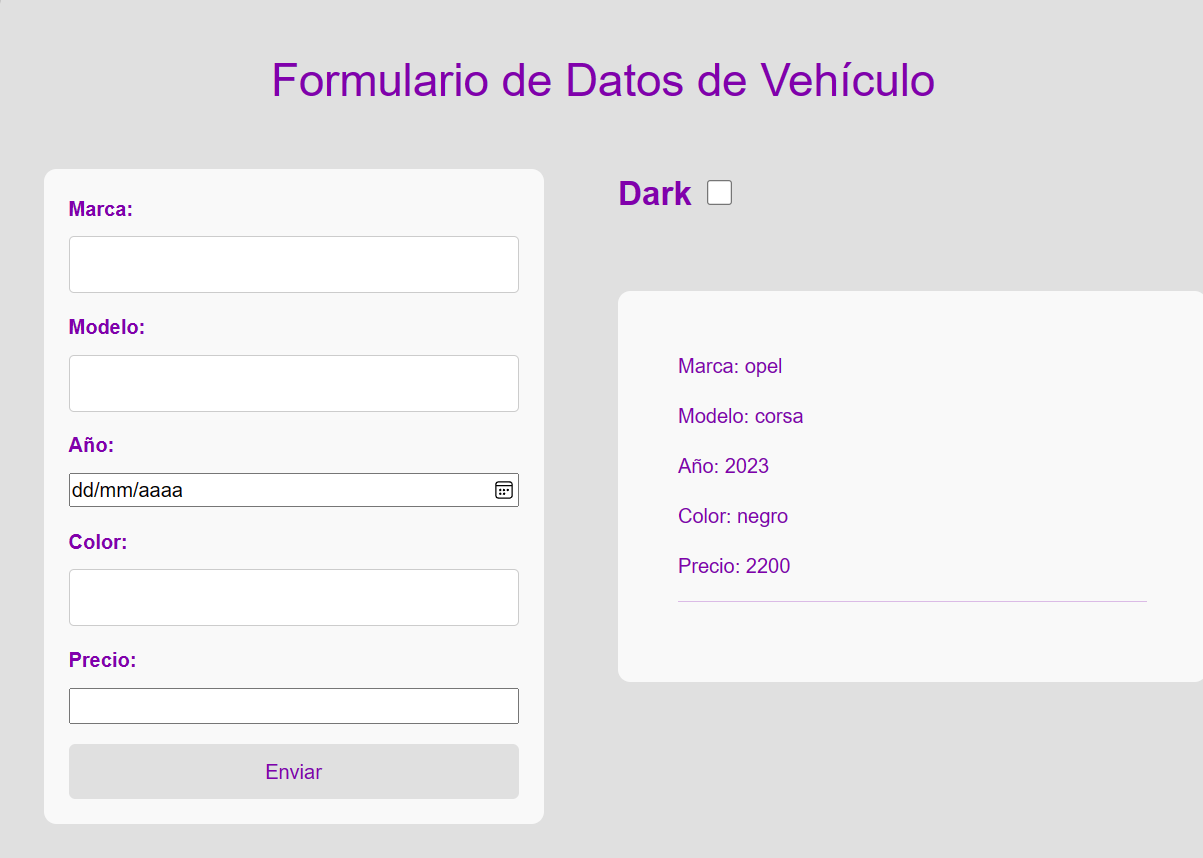 Formulario de Datos de Vehículo
Marca:
Modelo:
Año:
dd/mm/aaaa
Color:
Precio:
Enviar
Dark
Marca: opel
Modelo: corsa
Año: 2023
Color: negro
Precio: 2200